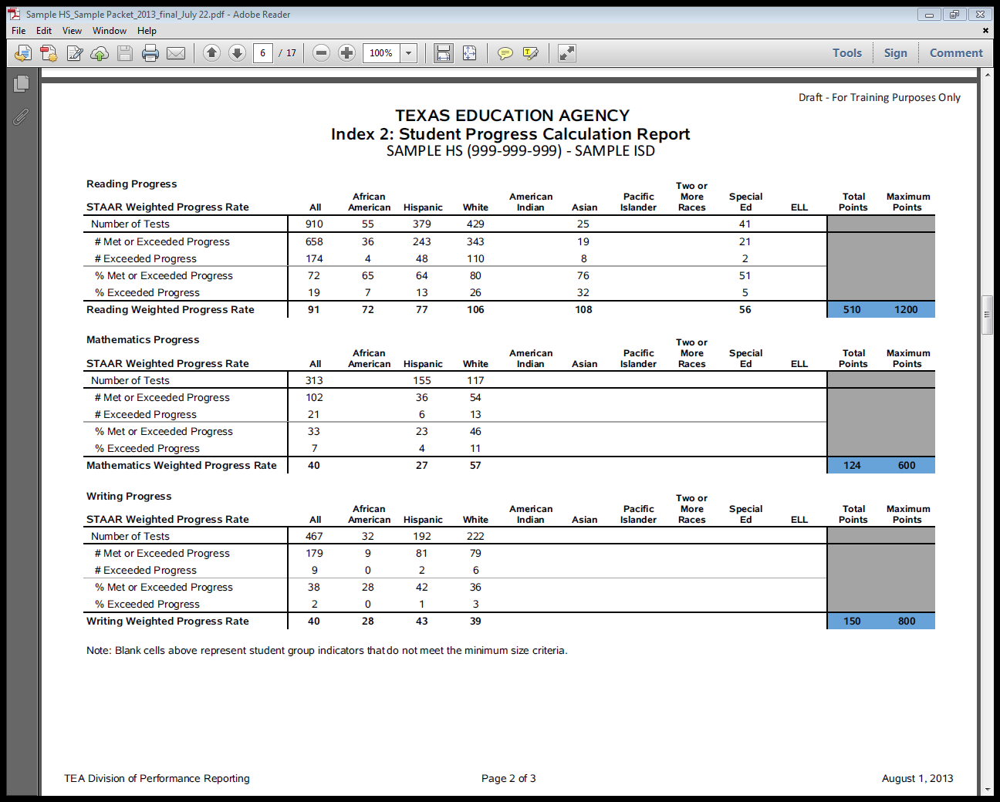 Sample HS_Sample Packet_2013_final_July 22.pdf - Adobe Reader
File Edit View Window Help
6 / 17 100% Tools Sign Comment
Draft - For Training Purposes Only
TEXAS EDUCATION AGENCY
Index 2: Student Progress Calculation Report
SAMPLE HS (999-999-999) - SAMPLE ISD
Reading Progress
STAAR Weighted Progress Rate All African American Hispanic White American Indian Asian Pacific Islander Two or More Races Special Ed ELL Total Points Maximum Points
Number of Tests 910 55 379 429 25 41
# Met or Exceeded Progress 658 36 243 343 19 21
# Exceeded Progress 174 4 48 110 8 2
% Met or Exceeded Progress 72 65 64 80 76 51
% Exceeded Progress 19 7 13 26 32 5
Reading Weighted Progress Rate 91 72 77 106 108 56 510 1200
Mathematics Progress
STAAR Weighted Progress Rate All African American Hispanic White American Indian Asian Pacific Islander Two or More Races Special Ed ELL Total Points Maximum Points
Number of Tests 313 155 117
# Met or Exceeded Progress 102 36 54
# Exceeded Progress 21 6 13
% Met or Exceeded Progress 33 23 46
% Exceeded Progress 7 4 11
Mathematics Weighted Progress Rate 40 27 57 124 600
Writing Progress
STAAR Weighted Progress Rate All African American Hispanic White American Indian Asian Pacific Islander Two or More Races Special Ed ELL Total Points Maximum Points
Number of Tests 467 32 192 222
# Met or Exceeded Progress 179 9 81 79
# Exceeded Progress 9 0 2 6
% Met or Exceeded Progress 38 28 42 36
% Exceeded Progress 2 0 1 3
Writing Weighted Progress Rate 40 28 43 39 150 800
Note: Blank cells above represent student group indicators that do not meet the minimum size criteria.
TEA Division of Performance Reporting Page 2 of 3 August 1, 2013